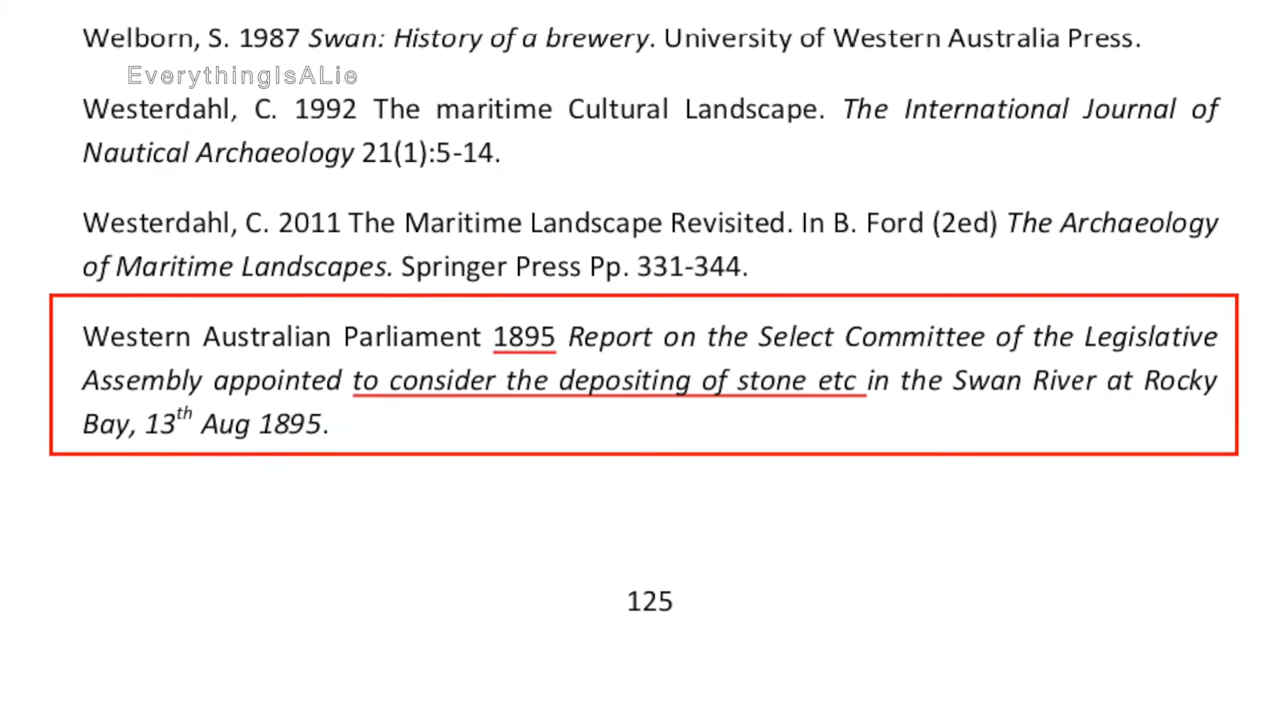 Welborn, S. 1987 Swan: History of a brewery. University of Western Australia Press.
EverythingIsALie
Westerdahl, C. 1992 The maritime Cultural Landscape. The International Journal of
Nautical Archaeology 21(1):5-14.
Westerdahl, C. 2011 The Maritime Landscape Revisited. In B. Ford (2ed) The Archaeology
of Maritime Landscapes. Springer Press Pp. 331-344.
Western Australian Parliament 1895 Report on the Select Committee of the Legislative
Assembly appointed to consider the depositing of stone etc in the Swan River at Rocky
Bay, 13th Aug 1895.
125